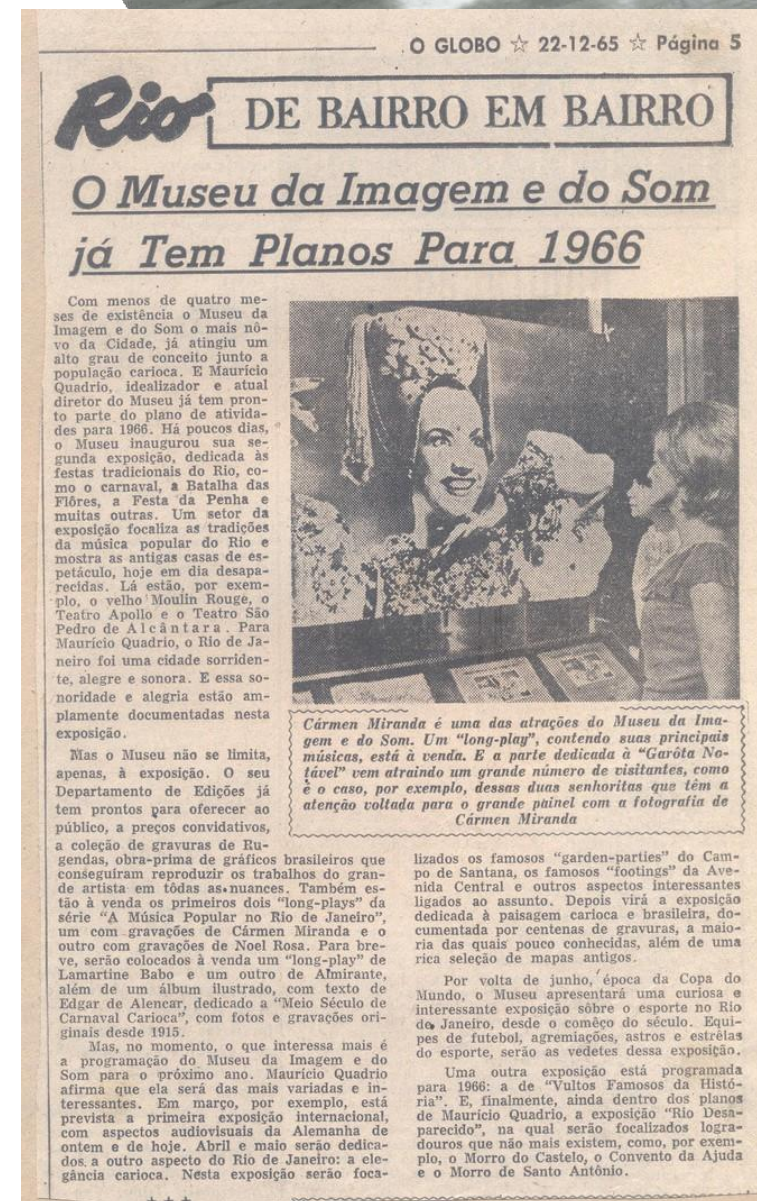 O GLOBO ☆ 22-12-65 ☆ Página 5
Rio DE BAIRRO EM BAIRRO
O Museu da Imagem e do Som
já Tem Planos Para 1966
Com menos de quatro me-
ses de existência o Museu da
Imagem e do Som o mais nô-
vo da Cidade, já atingiu um
alto grau de conceito junto a
população carioca. E Maurício
Quadrio, idealizador e atual
diretor do Museu já tem pron-
to parte do plano de ativida-
des para 1966. Há poucos dias,
o Museu inaugurou sua se-
gunda exposição, dedicada às
festas tradicionais do Rio, co-
mo o carnaval, a Batalha das
Flôres, a Festa da Penha e
muitas outras. Um setor da
exposição focaliza as tradições
da música popular do Rio e
mostra as antigas casas de es-
petáculo, hoje em dia desapa-
recidas. Lá estão, por exem-
plo, o velho Moulin Rouge, o
Teatro Apollo e o Teatro São
Pedro de Alcântara. Para
Maurício Quadrio, o Rio de Ja-
neiro foi uma cidade sorriden-
te, alegre e sonora. E essa so-
noridade e alegria estão am-
plamente documentadas nesta
exposição.
Mas o Museu não se limita,
apenas, à exposição. O seu
Departamento de Edições já
tem prontos para oferecer ao
público, a preços convidativos,
a coleção de gravuras de Ru-
gendas, obra-prima de gráficos brasileiros que
conseguíram reproduzir os trabalhos do gran-
de artista em tôdas as nuances. Também es-
tão à venda os primeiros dois "long-plays" da
série "A Música Popular no Rio de Janeiro",
um com gravações de Cármen Miranda e o
outro com gravações de Noel Rosa. Para bre-
ve, serão colocados à venda um "long-play" de
Lamartine Babo e um outro de Almirante,
além de um álbum ilustrado, com texto de
Edgar de Alencar, dedicado a "Meio Século de
Carnaval Carioca", com fotos e gravações ori-
ginais desde 1915.
Mas, no momento, o que interessa mais é
a programação do Museu da Imagem e do
Som para o próximo ano. Maurício Quadrio
afirma que ela será das mais variadas e in-
teressantes. Em março, por exemplo, está
prevista a primeira exposição internacional,
com aspectos audiovisuais da Alemanha de
ontem e de hoje. Abril e maio serão dedica-
dos a outro aspecto do Rio de Janeiro: a ele-
gância carioca. Nesta exposição serão foca-
Cármen Miranda é uma das atrações do Museu da Ima-
gem e do Som. Um "long-play", contendo suas principais
músicas, está à venda. E a parte dedicada à "Garôta No-
tável" vem atraindo um grande número de visitantes, como
é o caso, por exemplo, dessas duas senhoritas que têm a
atenção voltada para o grande painel com a fotografia de
Cármen Miranda
lizados os famosos "garden-parties" do Cam-
po de Santana, os famosos "footings" da Ave-
nida Central e outros aspectos interessantes
ligados ao assunto. Depois virá a exposição
dedicada à paisagem carioca e brasileira, do-
cumentada por centenas de gravuras, a maio-
ria das quais pouco conhecidas, além de uma
rica seleção de mapas antigos.
Por volta de junho, época da Copa do
Mundo, o Museu apresentará uma curiosa e
interessante exposição sôbre o esporte no Rio
de Janeiro, desde o comêço do século. Equi-
pes de futebol, agremiações, astros e estrêlas
do esporte, serão as vedetes dessa exposição.
Uma outra exposição está programada
para 1966: a de "Vultos Famosos da Histó-
ria". E, finalmente, ainda dentro dos planos
de Maurício Quadrio, a exposição "Rio Desa-
parecido", na qual serão focalizados logra-
douros que não mais existem, como, por exem-
plo, o Morro do Castelo, o Convento da Ajuda
e o Morro de Santo Antônio.